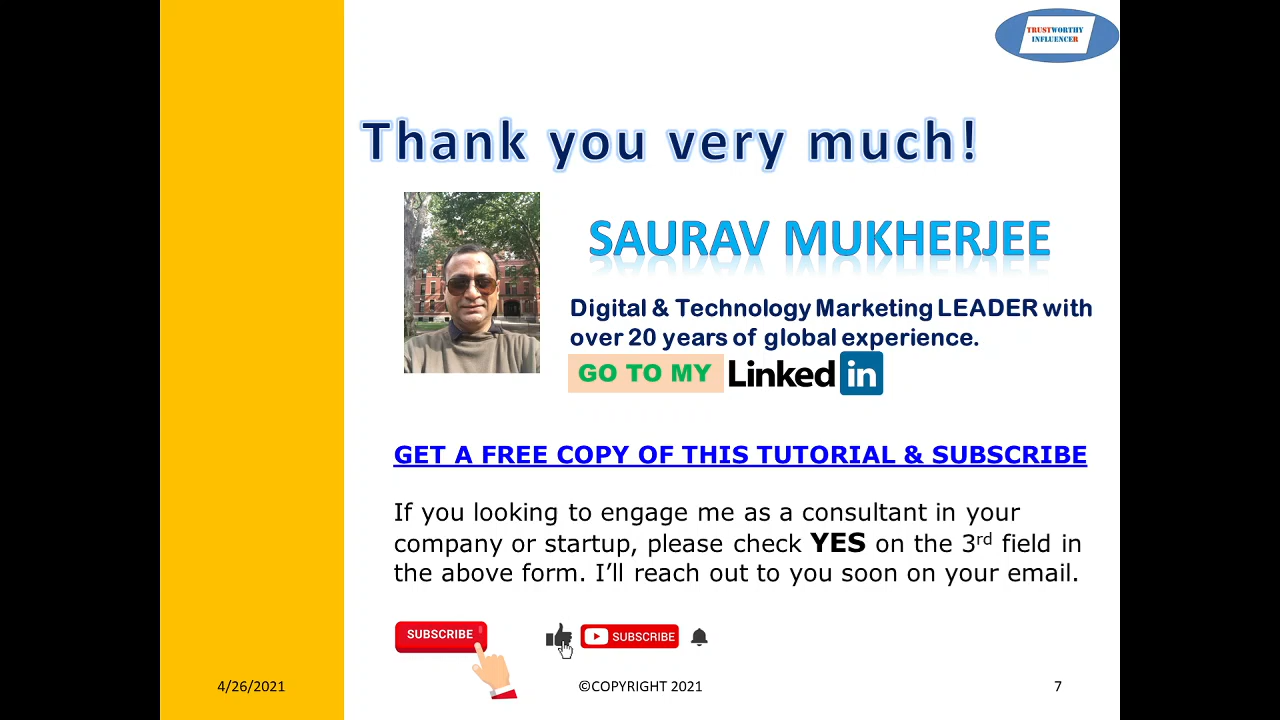 TRUSTWORTHY
INFLUENCER
Thank you very much!
SAURAV MUKHERJEE
Digital & Technology Marketing LEADER with
over 20 years of global experience.
GO TO MY Linked in
GET A FREE COPY OF THIS TUTORIAL & SUBSCRIBE
If you looking to engage me as a consultant in your
company or startup, please check YES on the 3rd field in
the above form. I’ll reach out to you soon on your email.
SUBSCRIBE SUBSCRIBE
4/26/2021 ©COPYRIGHT 2021 7